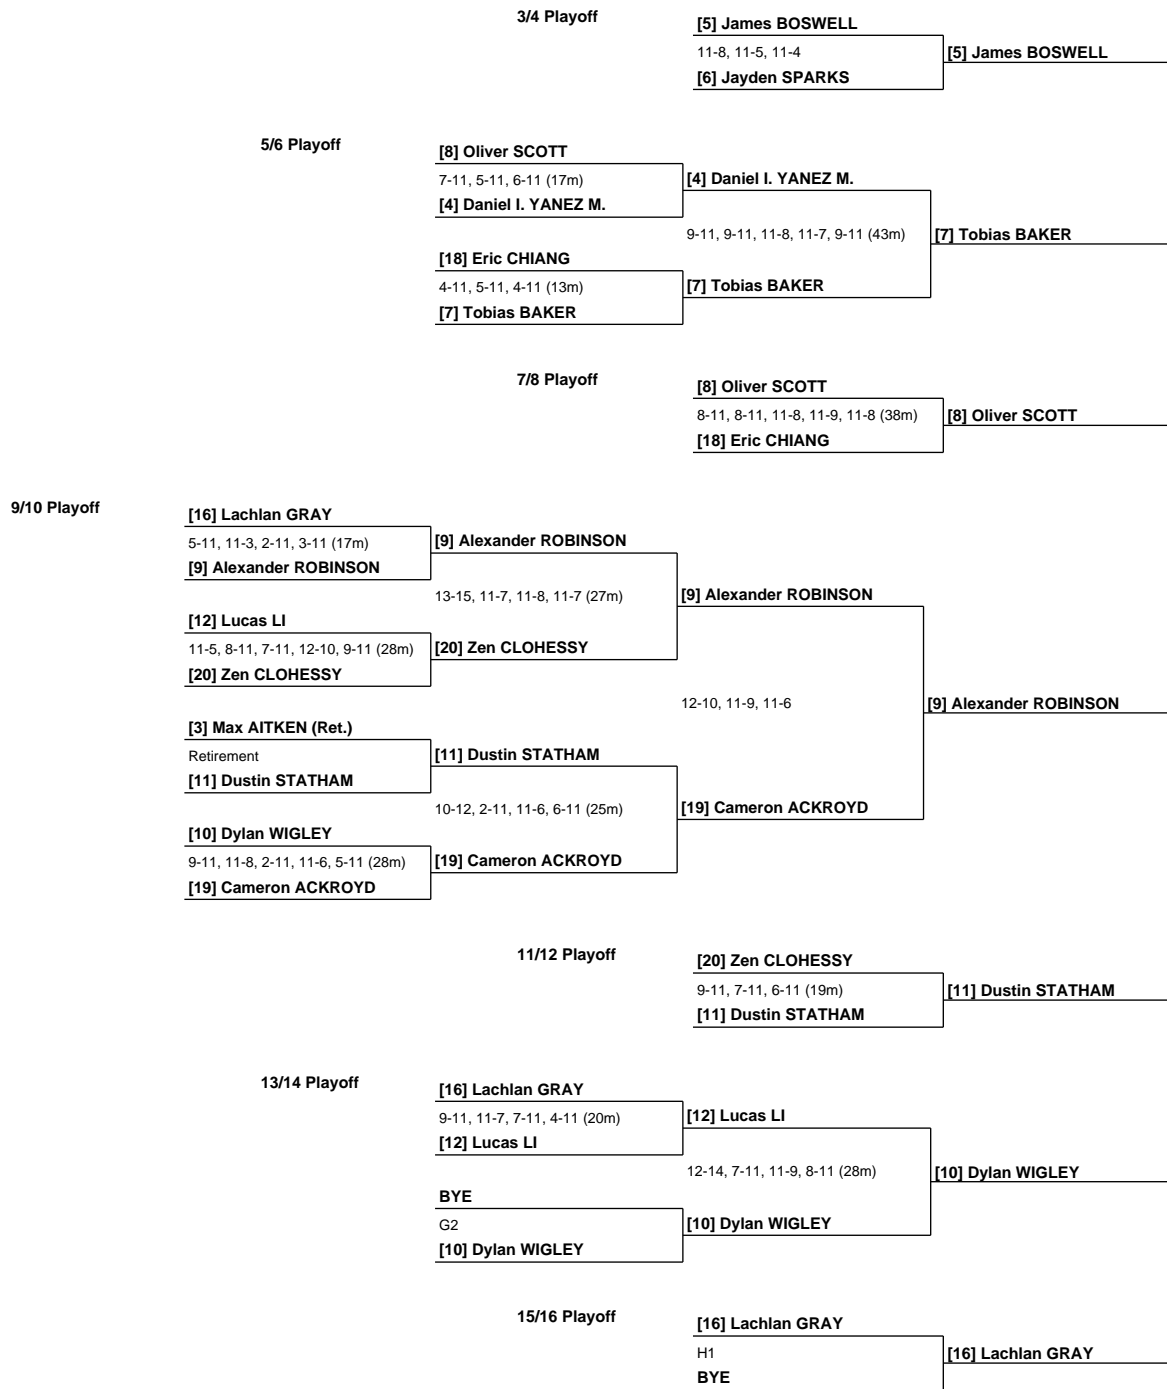 3/4 Playoff
[5] James BOSWELL
11-8, 11-5, 11-4
[5] James BOSWELL
[6] Jayden SPARKS
5/6 Playoff
[8] Oliver SCOTT
7-11, 5-11, 6-11 (17m)
[4] Daniel I. YANEZ M.
[4] Daniel I. YANEZ M.
9-11, 9-11, 11-8, 11-7, 9-11 (43m)
[7] Tobias BAKER
[18] Eric CHIANG
4-11, 5-11, 4-11 (13m)
[7] Tobias BAKER
[7] Tobias BAKER
7/8 Playoff
[8] Oliver SCOTT
8-11, 8-11, 11-8, 11-9, 11-8 (38m)
[8] Oliver SCOTT
[18] Eric CHIANG
9/10 Playoff
[16] Lachlan GRAY
5-11, 11-3, 2-11, 3-11 (17m)
[9] Alexander ROBINSON
[9] Alexander ROBINSON
13-15, 11-7, 11-8, 11-7 (27m)
[9] Alexander ROBINSON
[12] Lucas LI
11-5, 8-11, 7-11, 12-10, 9-11 (28m)
[20] Zen CLOHESSY
[20] Zen CLOHESSY
12-10, 11-9, 11-6
[9] Alexander ROBINSON
[3] Max AITKEN (Ret.)
Retirement
[11] Dustin STATHAM
[11] Dustin STATHAM
10-12, 2-11, 11-6, 6-11 (25m)
[19] Cameron ACKROYD
[10] Dylan WIGLEY
9-11, 11-8, 2-11, 11-6, 5-11 (28m)
[19] Cameron ACKROYD
[19] Cameron ACKROYD
11/12 Playoff
[20] Zen CLOHESSY
9-11, 7-11, 6-11 (19m)
[11] Dustin STATHAM
[11] Dustin STATHAM
13/14 Playoff
[16] Lachlan GRAY
9-11, 11-7, 7-11, 4-11 (20m)
[12] Lucas LI
[12] Lucas LI
12-14, 7-11, 11-9, 8-11 (28m)
[10] Dylan WIGLEY
BYE
G2
[10] Dylan WIGLEY
[10] Dylan WIGLEY
15/16 Playoff
[16] Lachlan GRAY
H1
[16] Lachlan GRAY
BYE